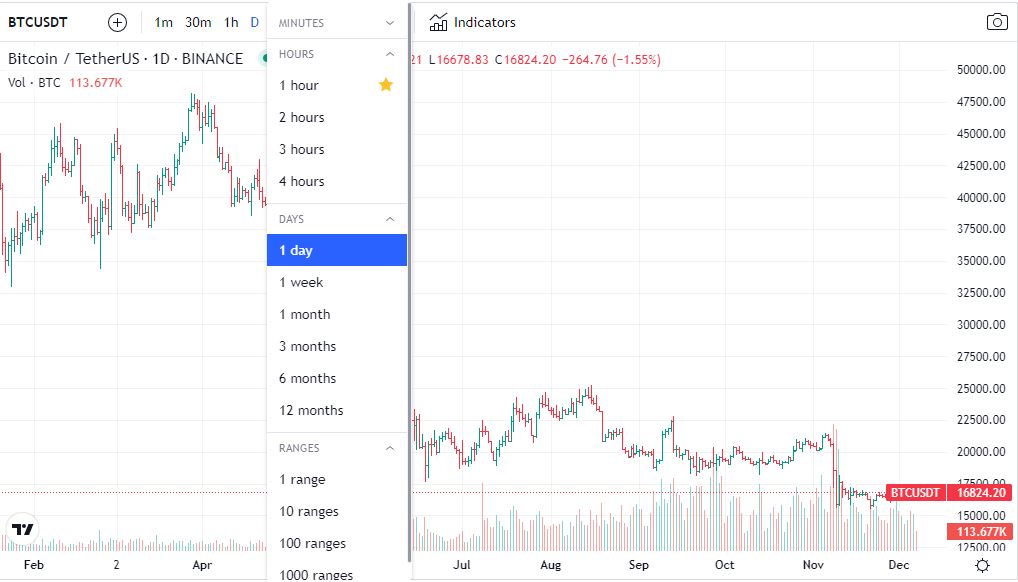 BTCUSDT 1m 30m 1h D
Indicators
Bitcoin / TetherUS · 1D · BINANCE
21 L16678.83 C16824.20 −264.76 (−1.55%)
Vol · BTC 113.677K
MINUTES
HOURS
1 hour
2 hours
3 hours
4 hours
DAYS
1 day
1 week
1 month
3 months
6 months
12 months
RANGES
1 range
10 ranges
100 ranges
1000 ranges
50000.00
47500.00
45000.00
42500.00
40000.00
37500.00
35000.00
32500.00
30000.00
27500.00
25000.00
22500.00
20000.00
17500.00
BTCUSDT 16824.20
15000.00
113.677K
12500.00
Feb 2 Apr Jul Aug Sep Oct Nov Dec